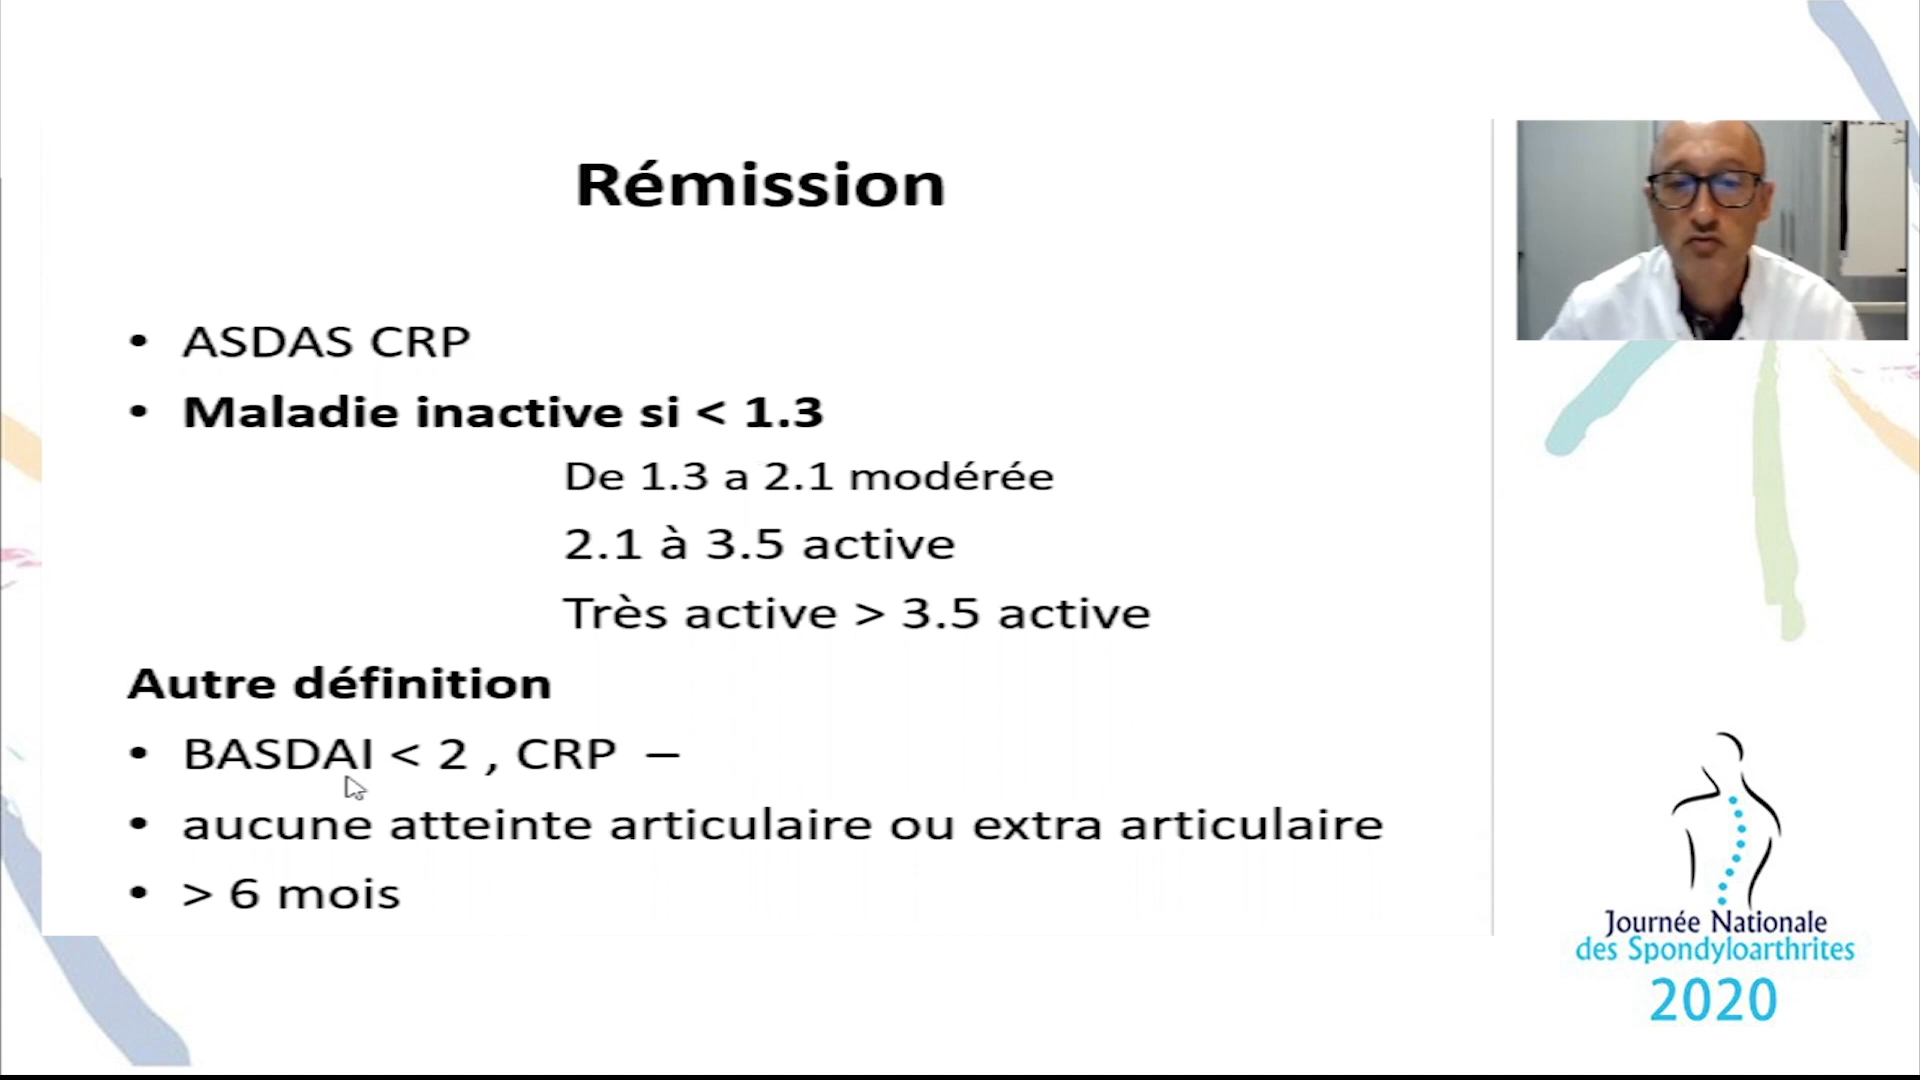 Rémission
• ASDAS CRP
• Maladie inactive si < 1.3
De 1.3 a 2.1 modérée
2.1 à 3.5 active
Très active > 3.5 active
Autre définition
• BASDAI < 2 , CRP –
• aucune atteinte articulaire ou extra articulaire
• > 6 mois
Journée Nationale
des Spondyloarthrites
2020